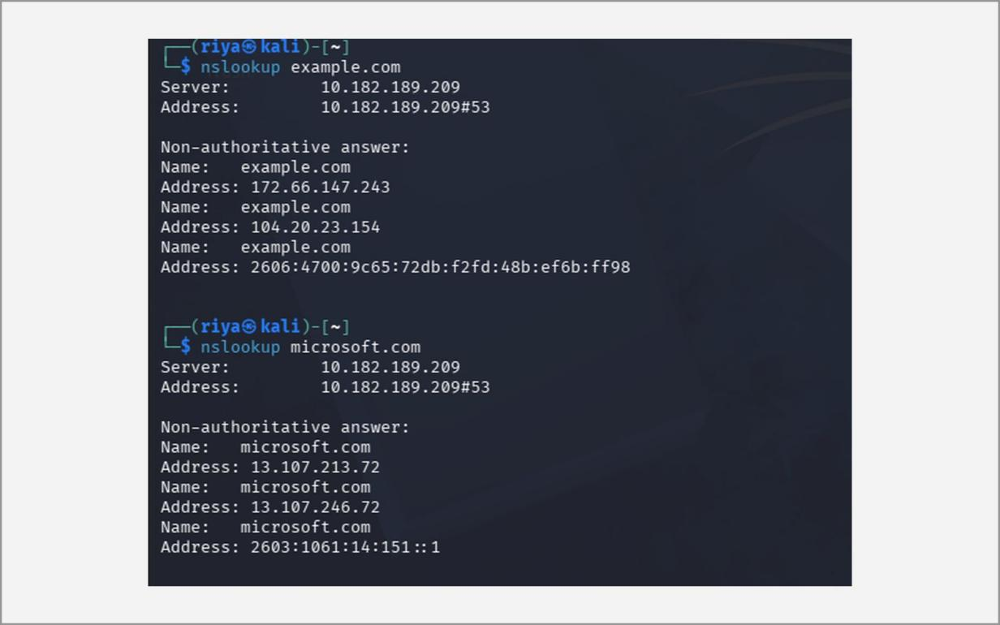 ┌──(riya㉿kali)-[~]
└─$ nslookup example.com
Server:         10.182.189.209
Address:        10.182.189.209#53

Non-authoritative answer:
Name:   example.com
Address: 172.66.147.243
Name:   example.com
Address: 104.20.23.154
Name:   example.com
Address: 2606:4700:9c65:72db:f2fd:48b:ef6b:ff98

┌──(riya㉿kali)-[~]
└─$ nslookup microsoft.com
Server:         10.182.189.209
Address:        10.182.189.209#53

Non-authoritative answer:
Name:   microsoft.com
Address: 13.107.213.72
Name:   microsoft.com
Address: 13.107.246.72
Name:   microsoft.com
Address: 2603:1061:14:151::1